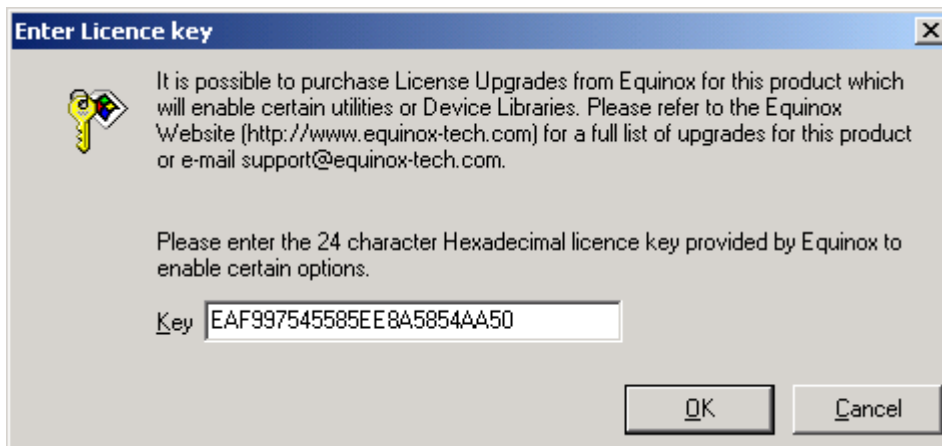 Enter Licence key
It is possible to purchase License Upgrades from Equinox for this product which
will enable certain utilities or Device Libraries. Please refer to the Equinox
Website (http://www.equinox-tech.com) for a full list of upgrades for this product
or e-mail support@equinox-tech.com.
Please enter the 24 character Hexadecimal licence key provided by Equinox to
enable certain options.
Key EAF997545585EE8A5854AA50
OK Cancel